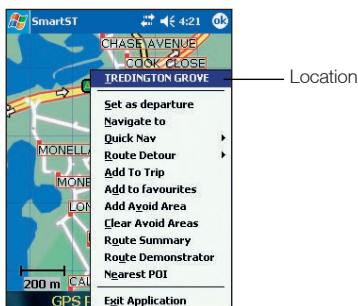 SmartST 4:21 ok
CHASE AVENUE
COOK CLOSE
TREDINGTON GROVE
Location
Set as departure
Navigate to
Quick Nav
Route Detour
MONELLA
Add To Trip
MONE
Add to favourites
LON
Add Avoid Area
Clear Avoid Areas
Route Summary
Route Demonstrator
200 m CAL
Nearest POI
GPS F
Exit Application